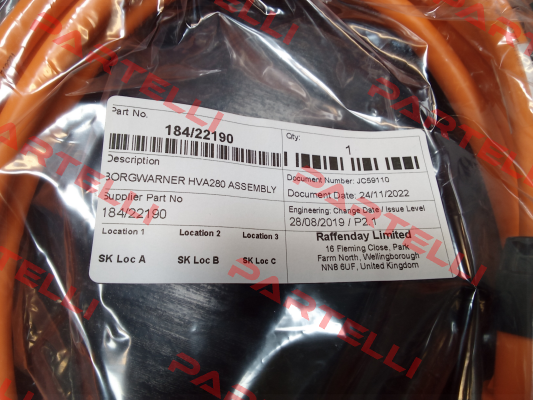 Part No.
184/22190
Qty:
1
Description
BORGWARNER HVA280 ASSEMBLY
Document Number: JC59110
Document Date: 24/11/2022
Supplier Part No
184/22190
Engineering: Change Date / Issue Level
28/08/2019 / P2.1
Location 1 Location 2 Location 3
SK Loc A SK Loc B SK Loc C
Raffenday Limited
16 Fleming Close, Park
Farm North, Wellingborough
NN8 6UF, United Kingdom
PARTELLI
PARTELLI
PARTELLI
PARTELLI
PARTELLI